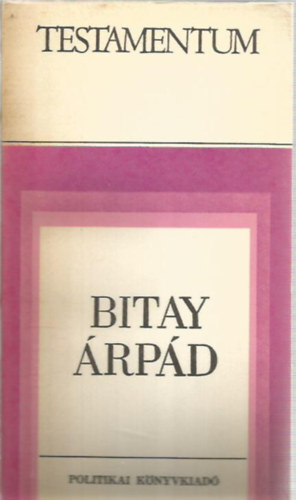 TESTAMENTUM
BITAY
ÁRPÁD
POLITIKAI KÖNYVKIADÓ